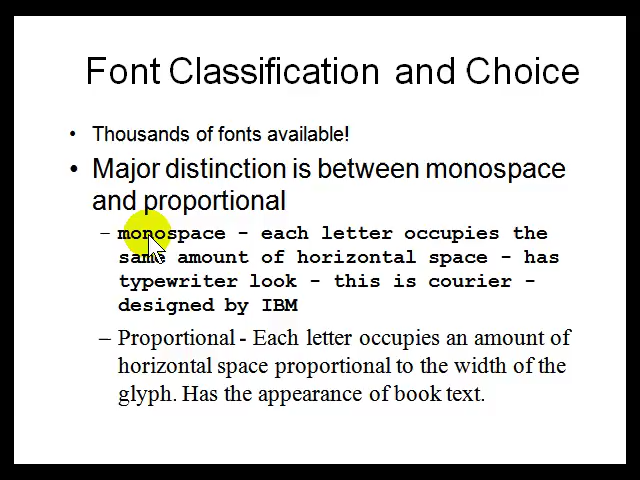 Font Classification and Choice
• Thousands of fonts available!
• Major distinction is between monospace
and proportional
– monospace - each letter occupies the
same amount of horizontal space - has
typewriter look - this is courier -
designed by IBM
– Proportional - Each letter occupies an amount of
horizontal space proportional to the width of the
glyph. Has the appearance of book text.